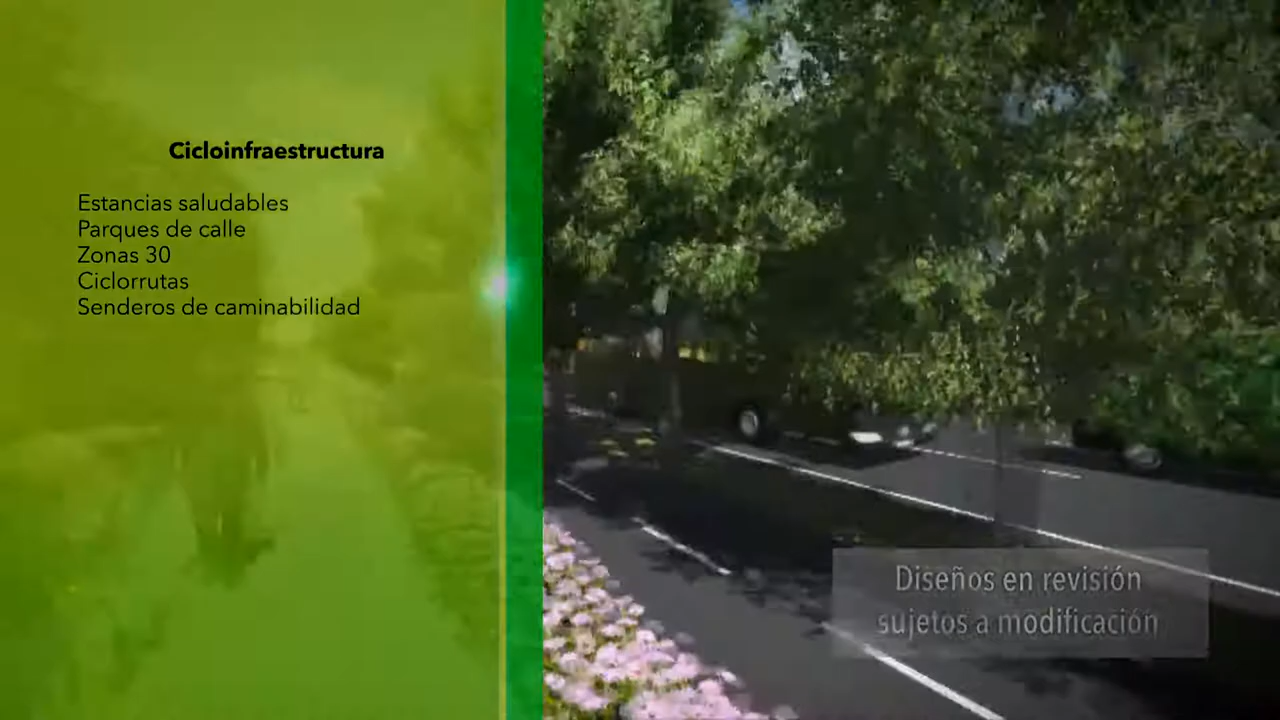 Cicloinfraestructura
Estancias saludables
Parques de calle
Zonas 30
Ciclorrutas
Senderos de caminabilidad
Diseños en revisión
sujetos a modificación